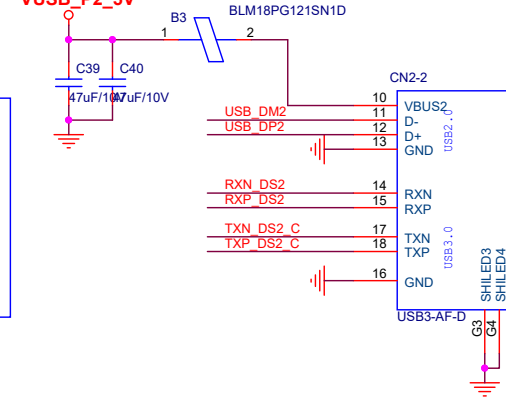 VUSB_P2_5V
B3
BLM18PG121SN1D
1
2
C39
C40
47uF/10V
47uF/10V
CN2-2
10
VBUS2
USB_DM2
11
D-
USB_DP2
12
D+
13
GND
USB2.0
RXN_DS2
14
RXN
RXP_DS2
15
RXP
TXN_DS2_C
17
TXN
TXP_DS2_C
18
TXP
USB3.0
16
GND
SHILED3
SHILED4
USB3-AF-D
G3
G4